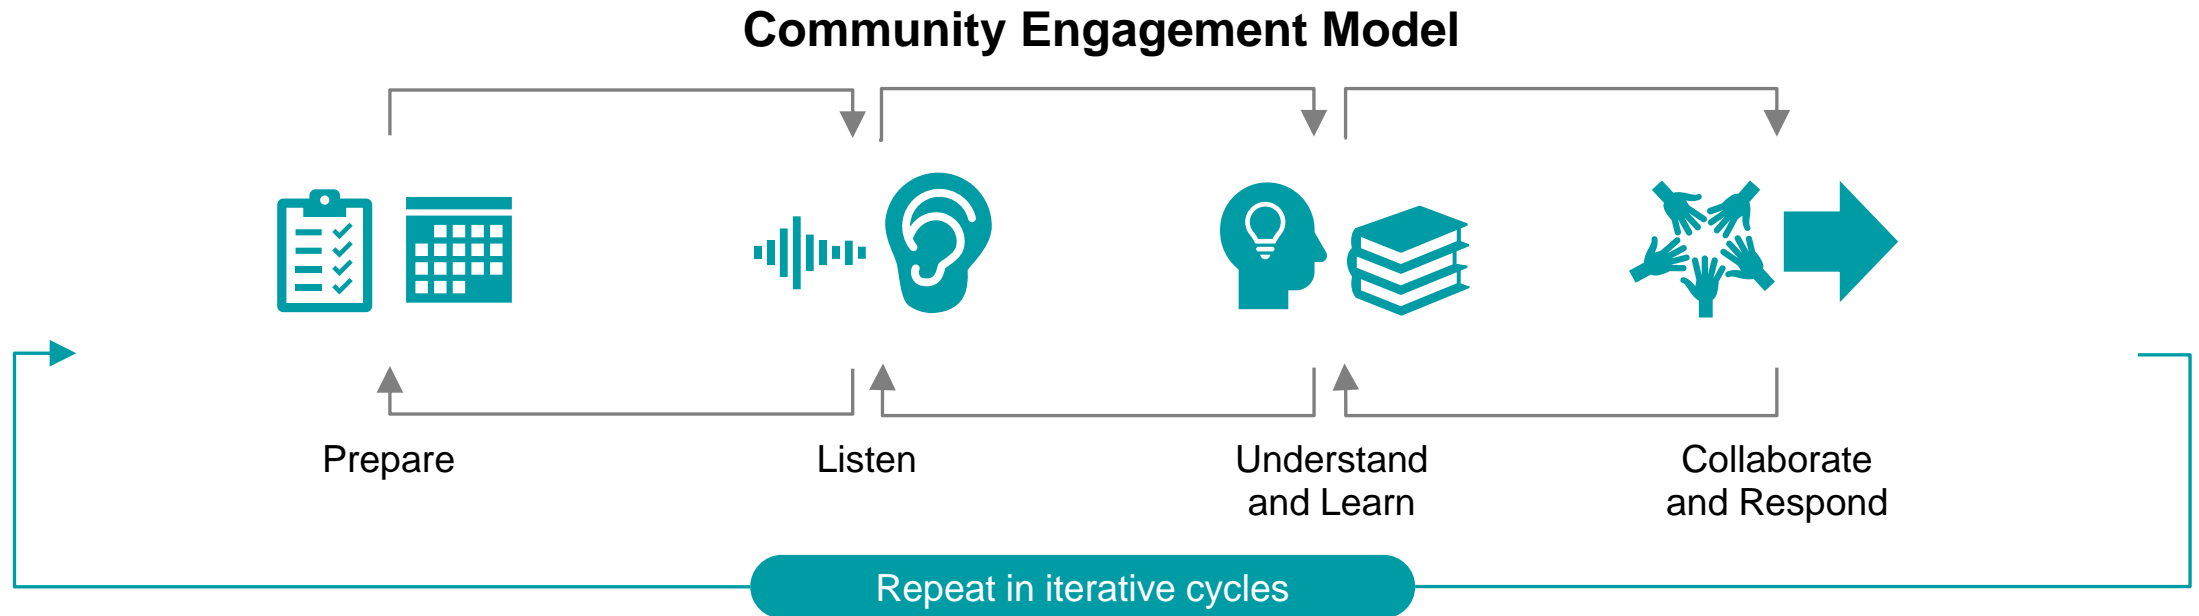 Community Engagement Model
Prepare
Listen
Understand
and Learn
Collaborate
and Respond
Repeat in iterative cycles